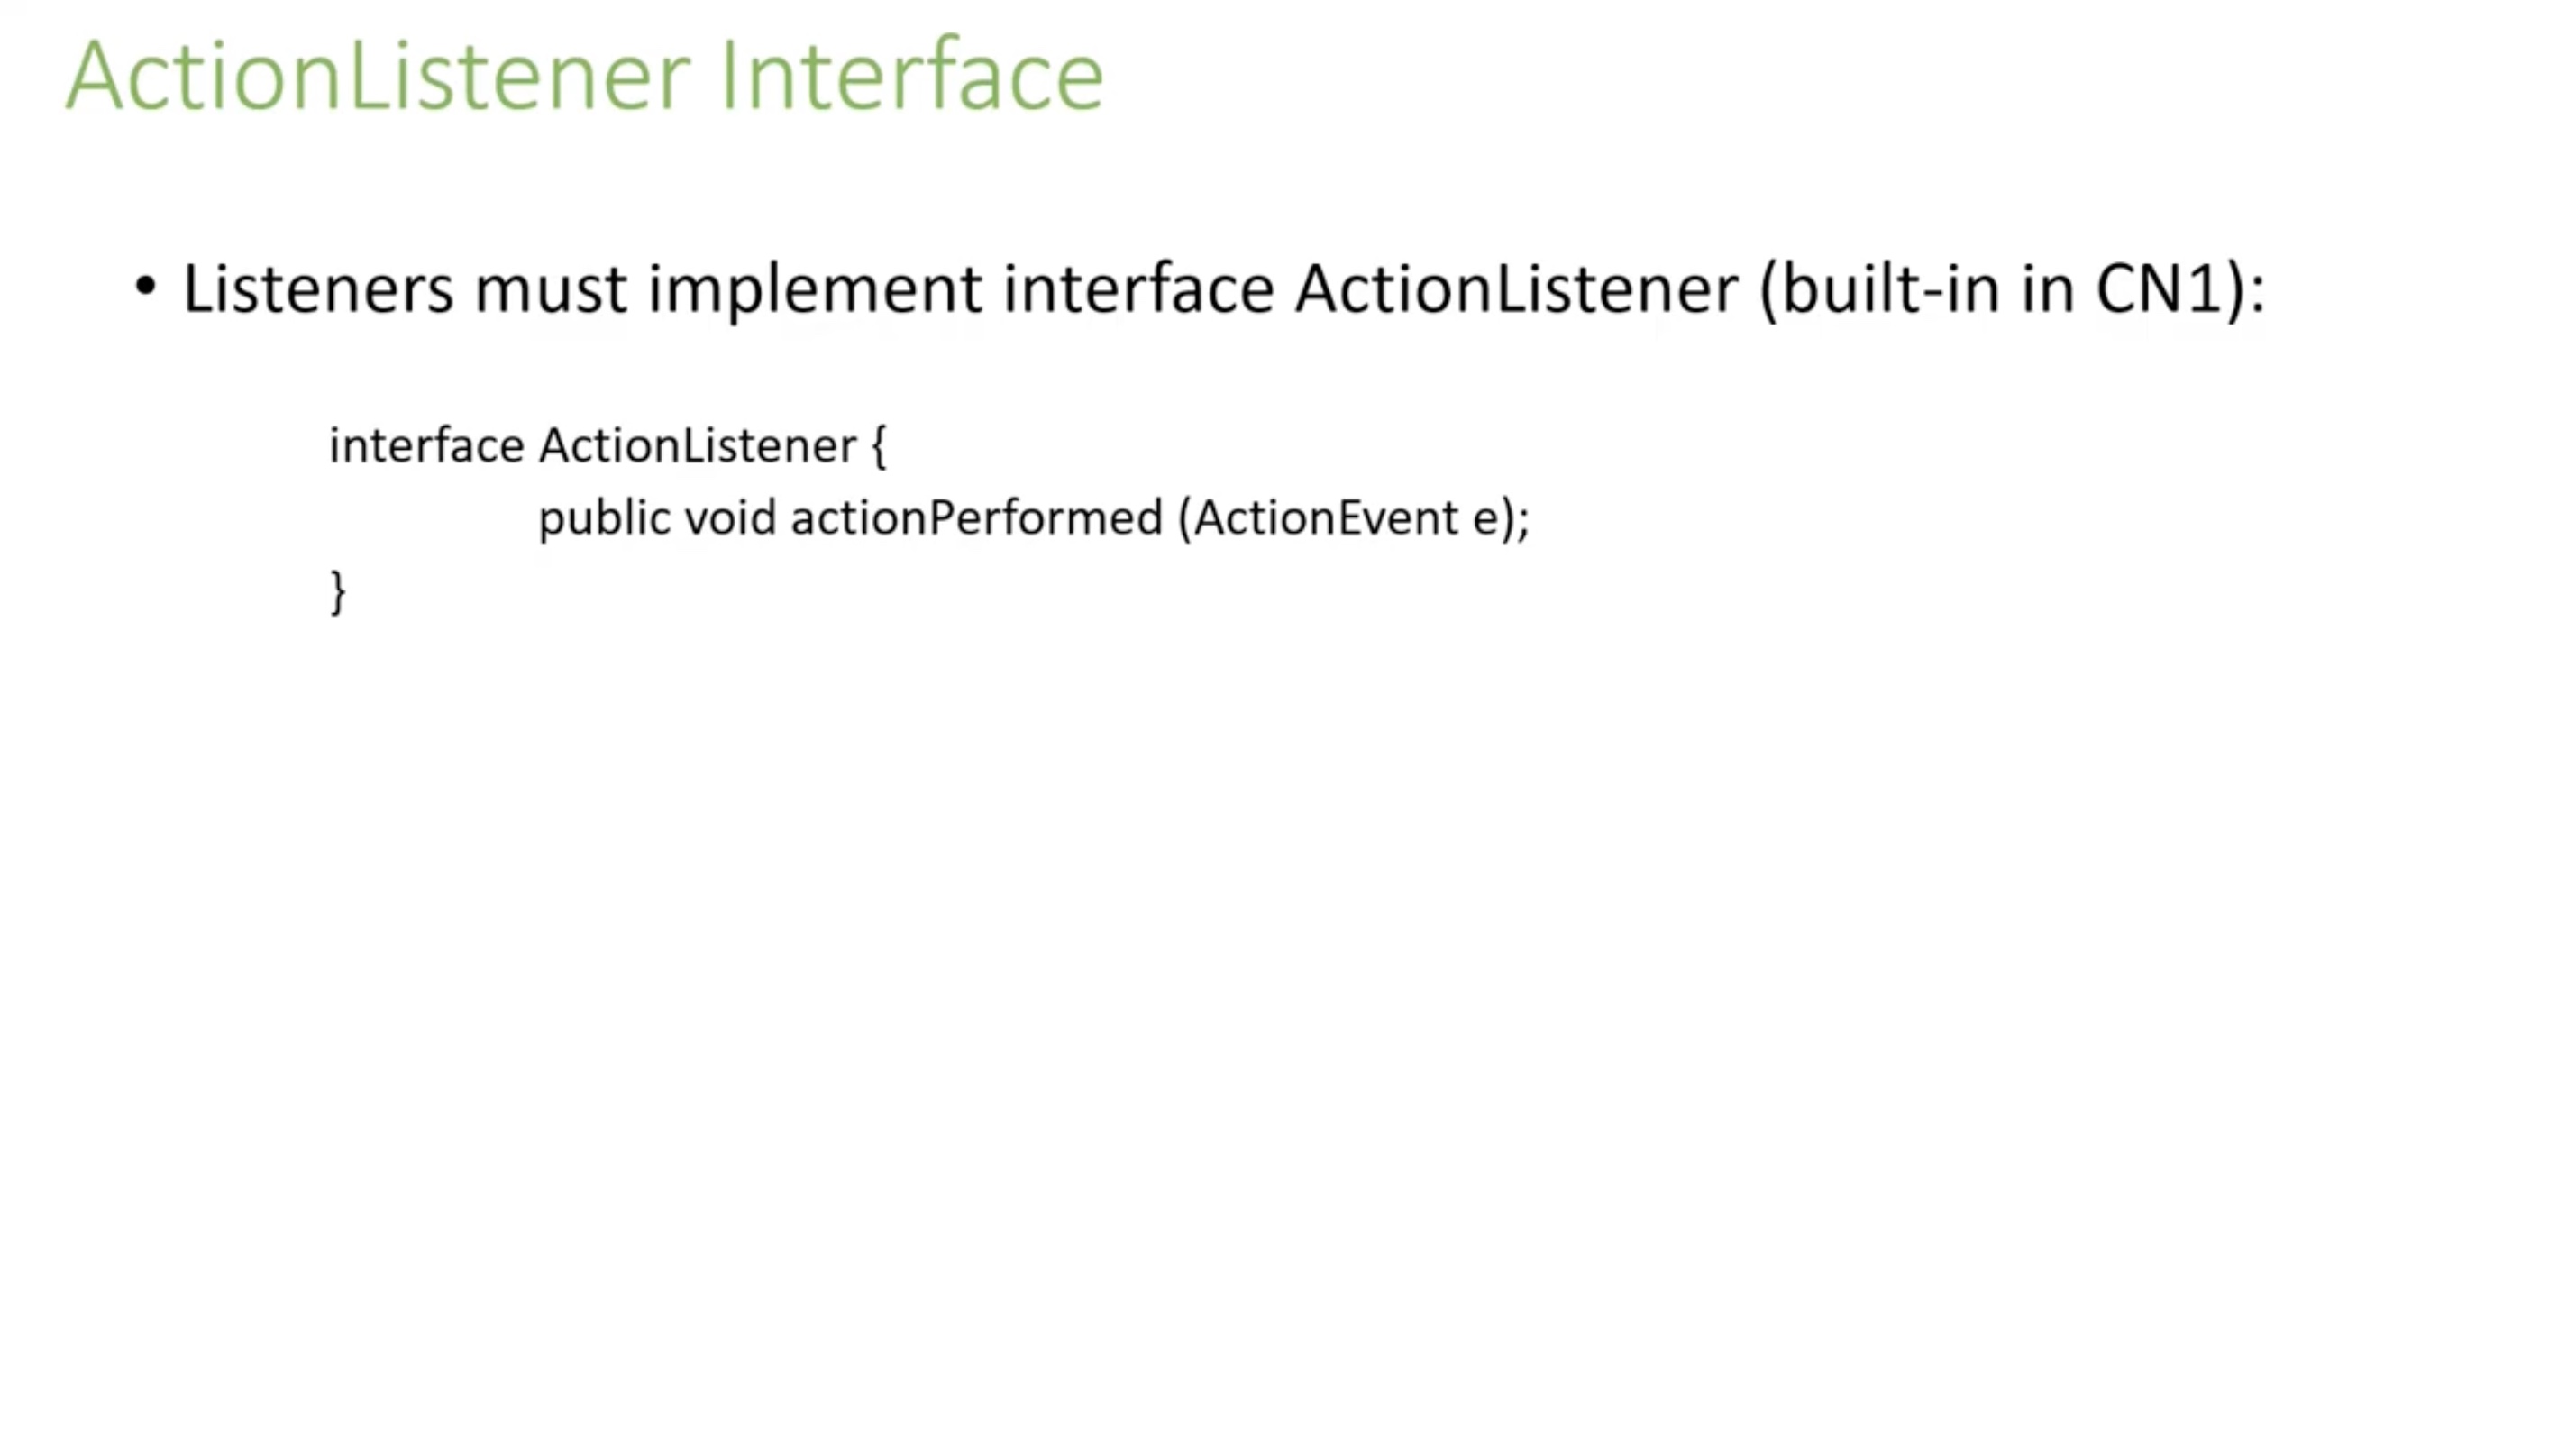 ActionListener Interface
• Listeners must implement interface ActionListener (built-in in CN1):
interface ActionListener {
public void actionPerformed (ActionEvent e);
}